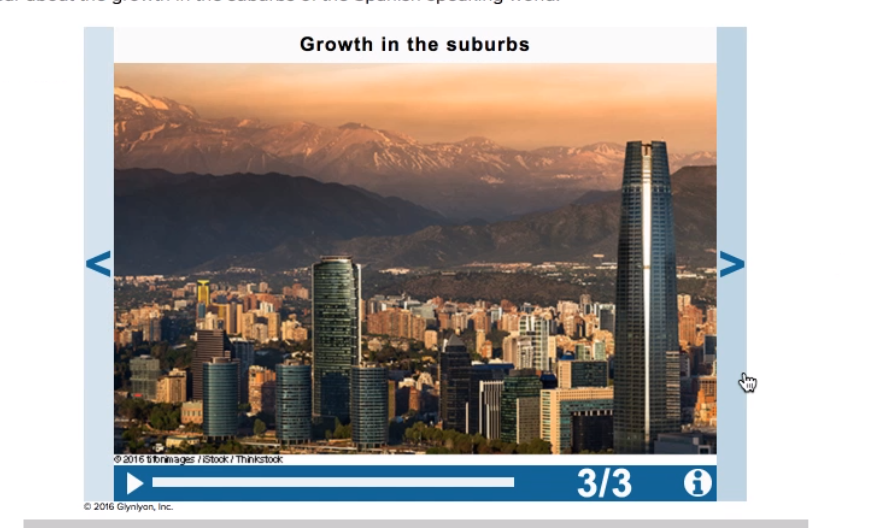 about the growth in the suburbs of the Spanish speaking world.
Growth in the suburbs
<
>
© 2016 tifonimages / iStock / Thinkstock
3/3
i
© 2016 Glynlyon, Inc.